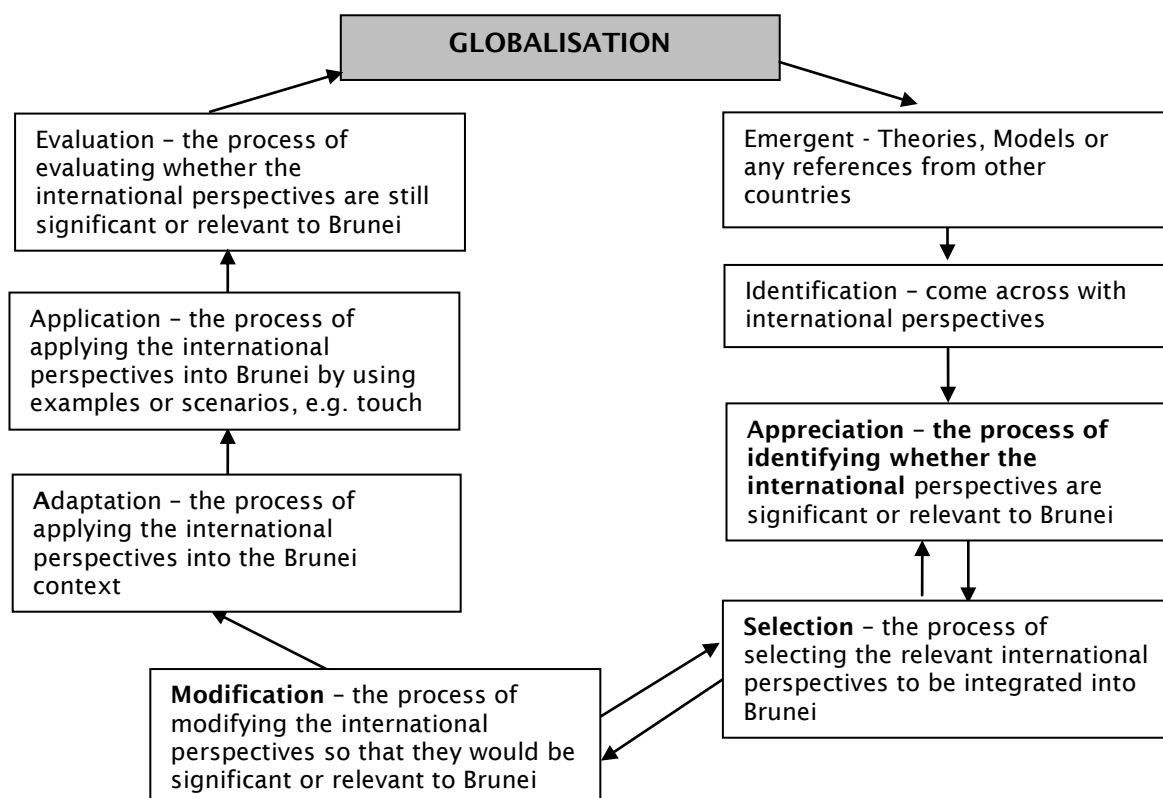 GLOBALISATION
Emergent - Theories, Models or
any references from other
countries
Identification – come across with
international perspectives
Appreciation – the process of
identifying whether the
international perspectives are
significant or relevant to Brunei
Selection – the process of
selecting the relevant international
perspectives to be integrated into
Brunei
Modification – the process of
modifying the international
perspectives so that they would be
significant or relevant to Brunei
Adaptation – the process of
applying the international
perspectives into the Brunei
context
Application – the process of
applying the international
perspectives into Brunei by using
examples or scenarios, e.g. touch
Evaluation – the process of
evaluating whether the
international perspectives are still
significant or relevant to Brunei